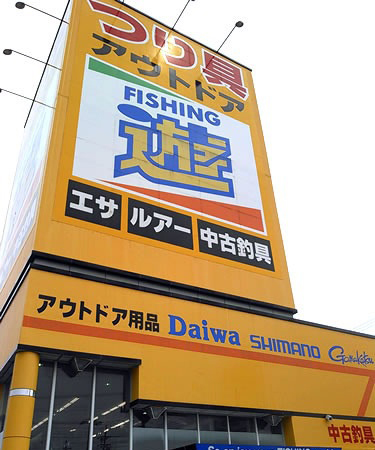 つり具
アウトドア
FISHING
遊
エサ ルアー 中古釣具
アウトドア用品 Daiwa SHIMANO Gamakatsu
中古釣具